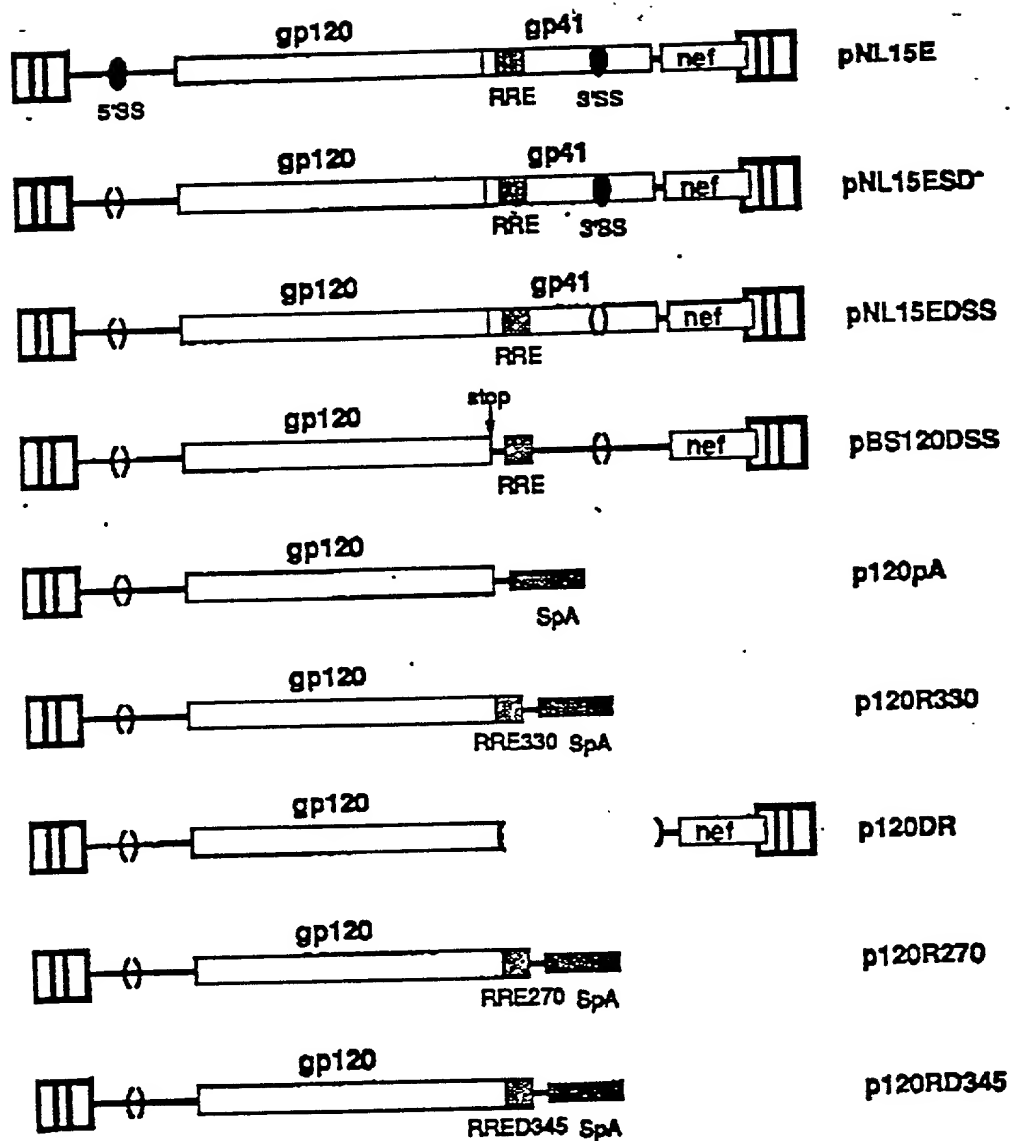 gp120 gp41
nef pNL15E
5'SS RRE 3'SS
gp120 gp41
nef pNL15ESD-
RRE 3'SS
gp120 gp41
nef pNL15EDSS
RRE
gp120 stop
nef pBS120DSS
RRE
gp120
p120pA
SpA
gp120
p120R330
RRE330 SpA
gp120
nef p120DR
gp120
p120R270
RRE270 SpA
gp120
p120RD345
RRED345 SpA